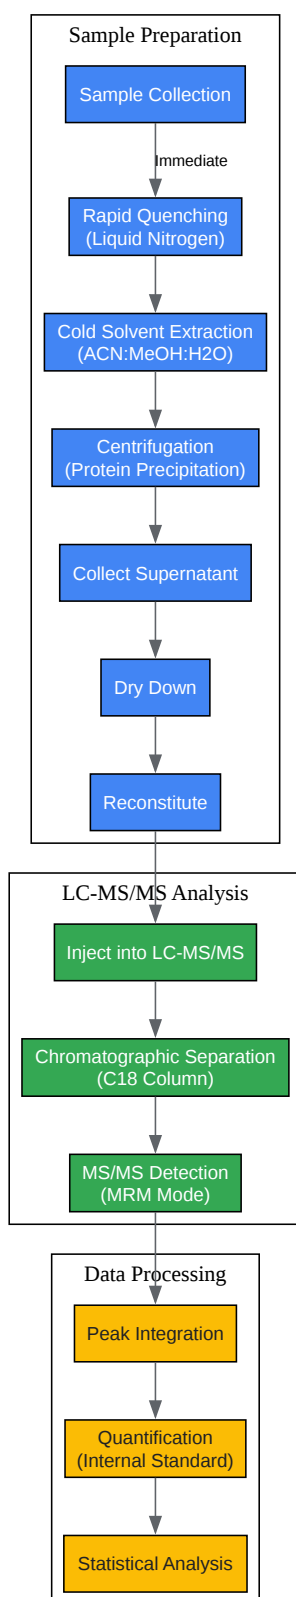 Sample Preparation
Sample Collection
Immediate
Rapid Quenching
(Liquid Nitrogen)
Cold Solvent Extraction
(ACN:MeOH:H2O)
Centrifugation
(Protein Precipitation)
Collect Supernatant
Dry Down
Reconstitute
LC-MS/MS Analysis
Inject into LC-MS/MS
Chromatographic Separation
(C18 Column)
MS/MS Detection
(MRM Mode)
Data Processing
Peak Integration
Quantification
(Internal Standard)
Statistical Analysis